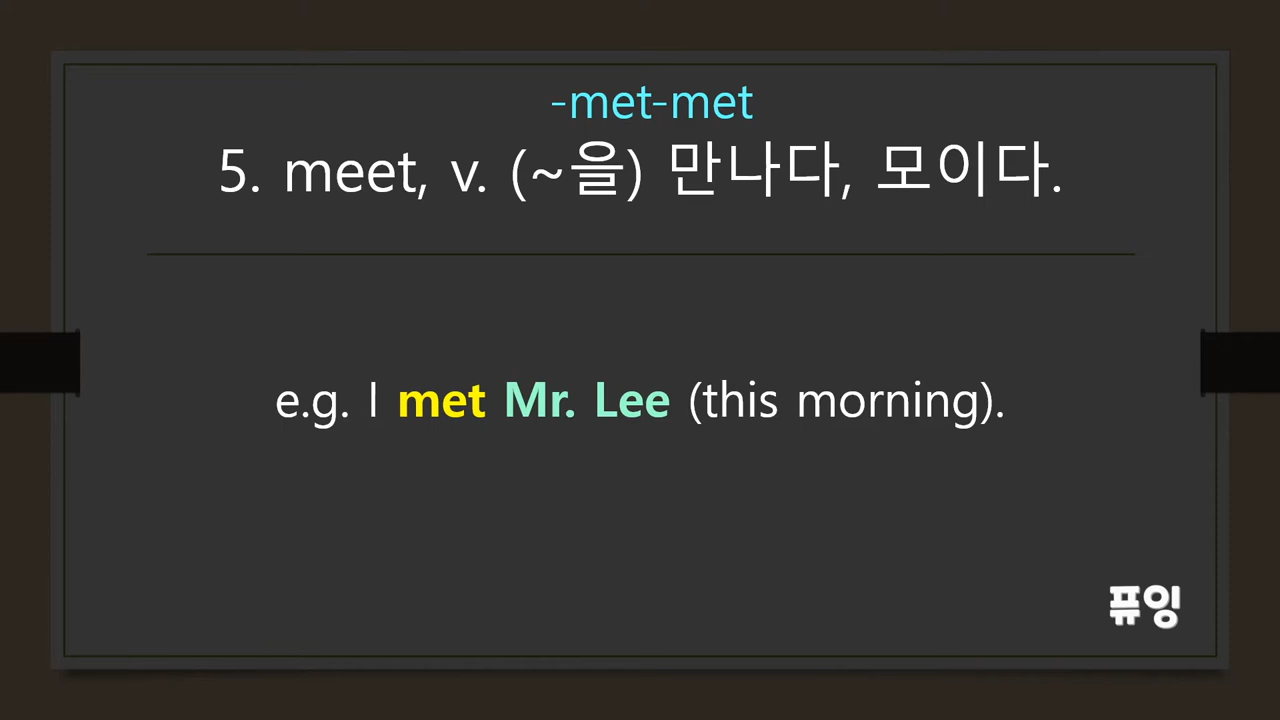 -met-met
5. meet, v. (~을) 만나다, 모이다.
e.g. I met Mr. Lee (this morning).
퓨잉